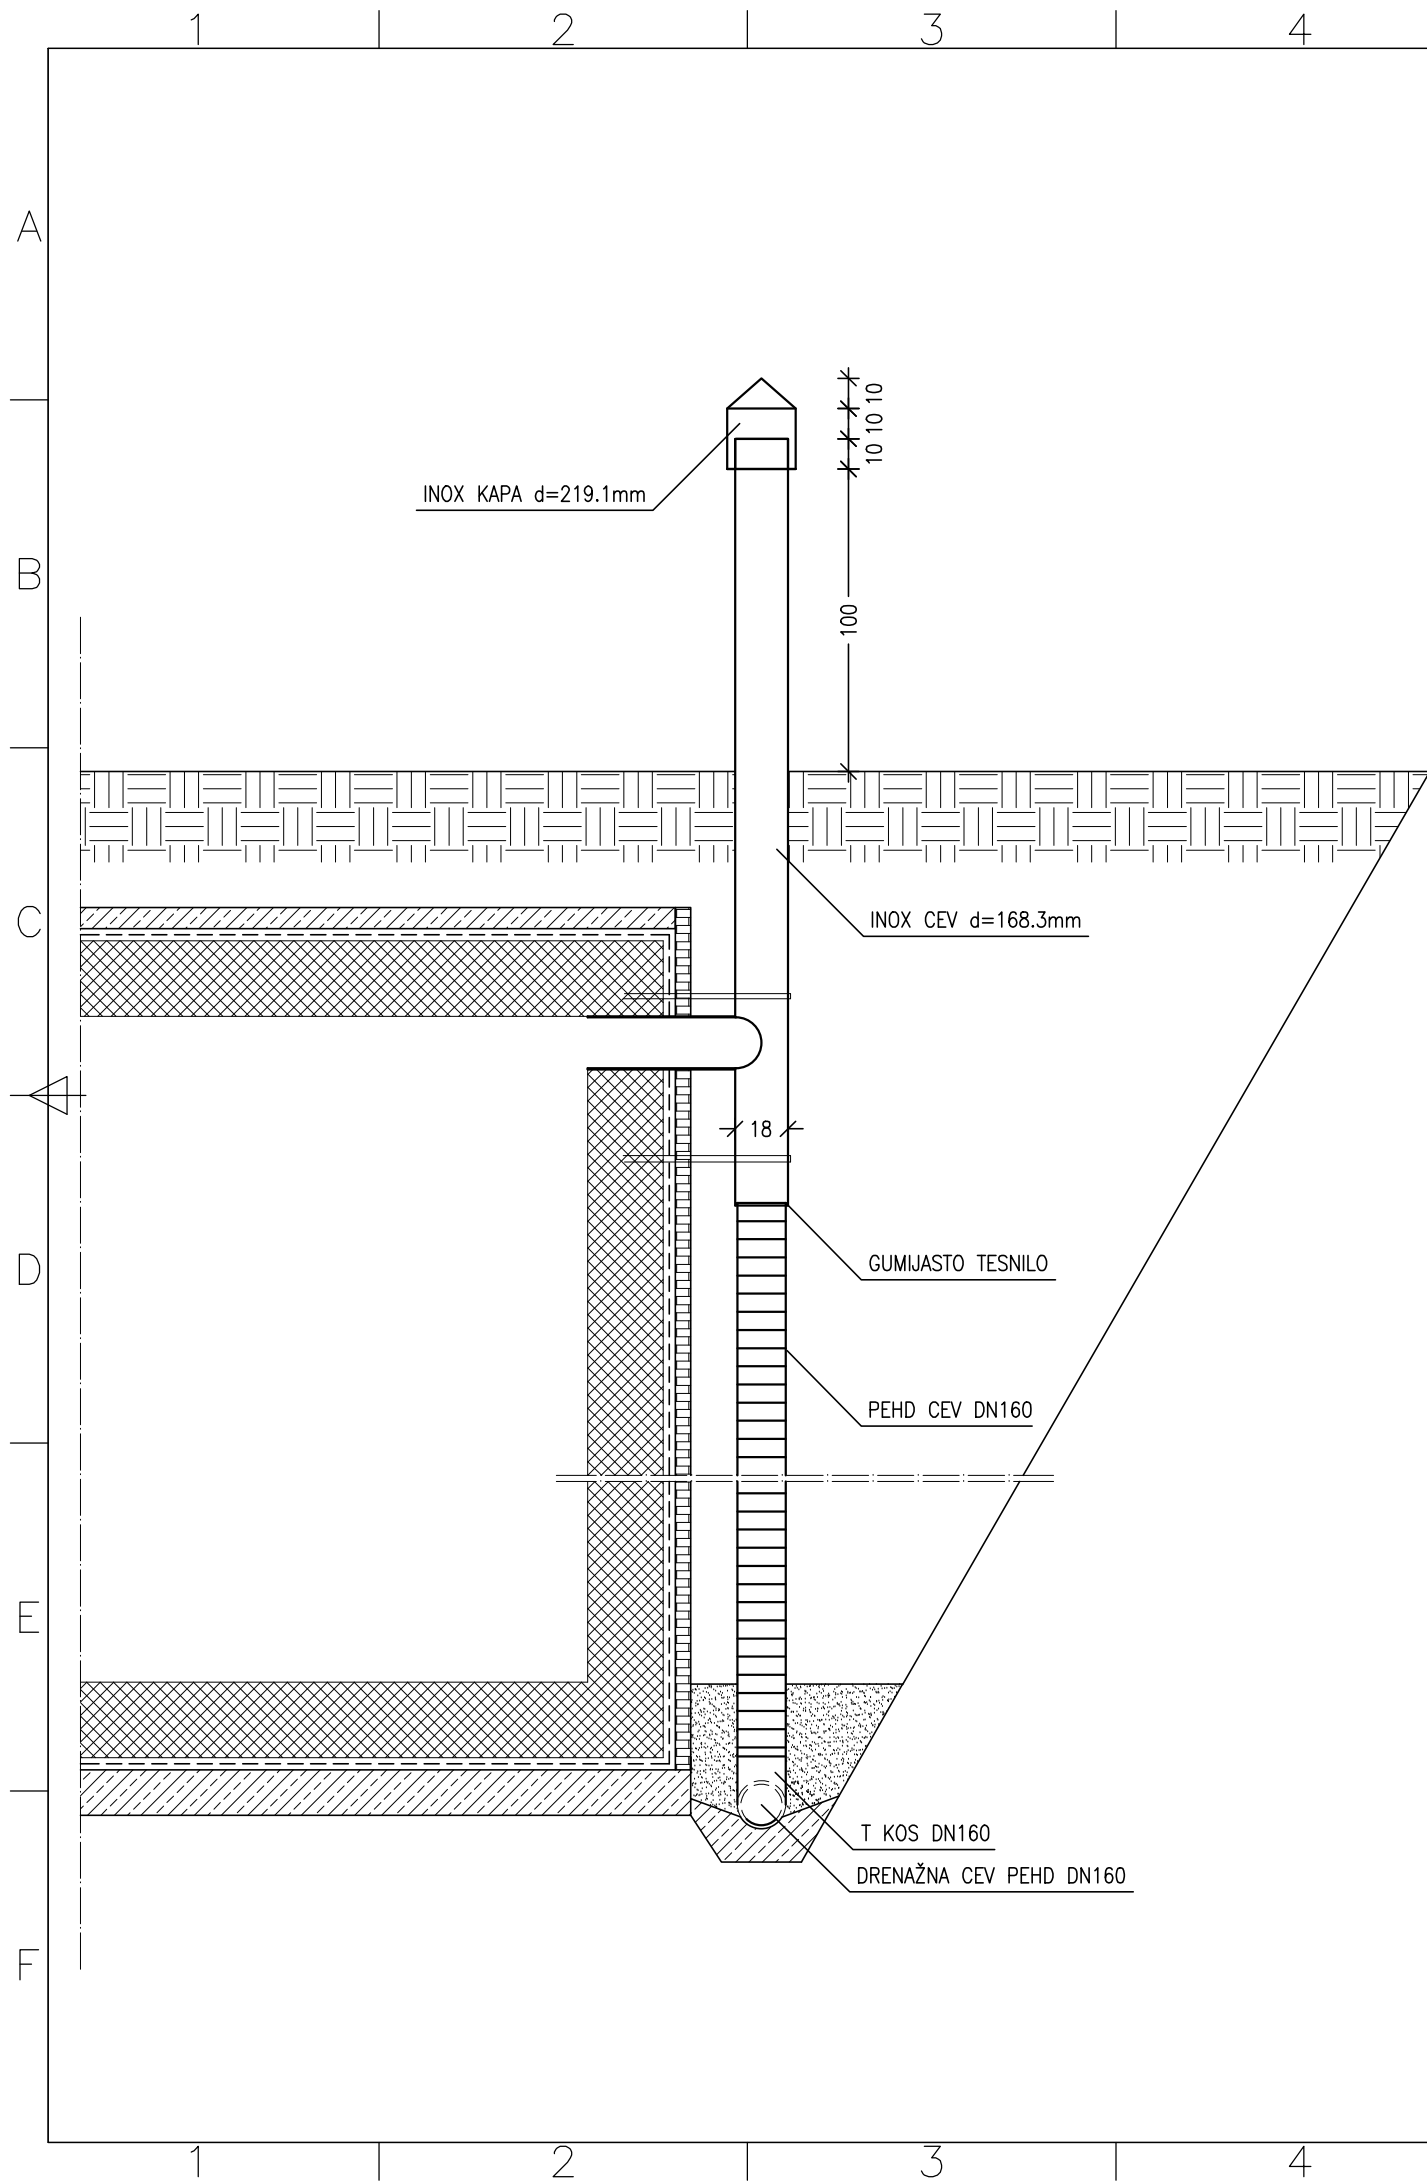 1 2 3 4
A
10
10
10
INOX KAPA d=219.1mm
B
100
C
INOX CEV d=168.3mm
18
D
GUMIJASTO TESNILO
PEHD CEV DN160
E
T KOS DN160
DRENAŽNA CEV PEHD DN160
F
1 2 3 4